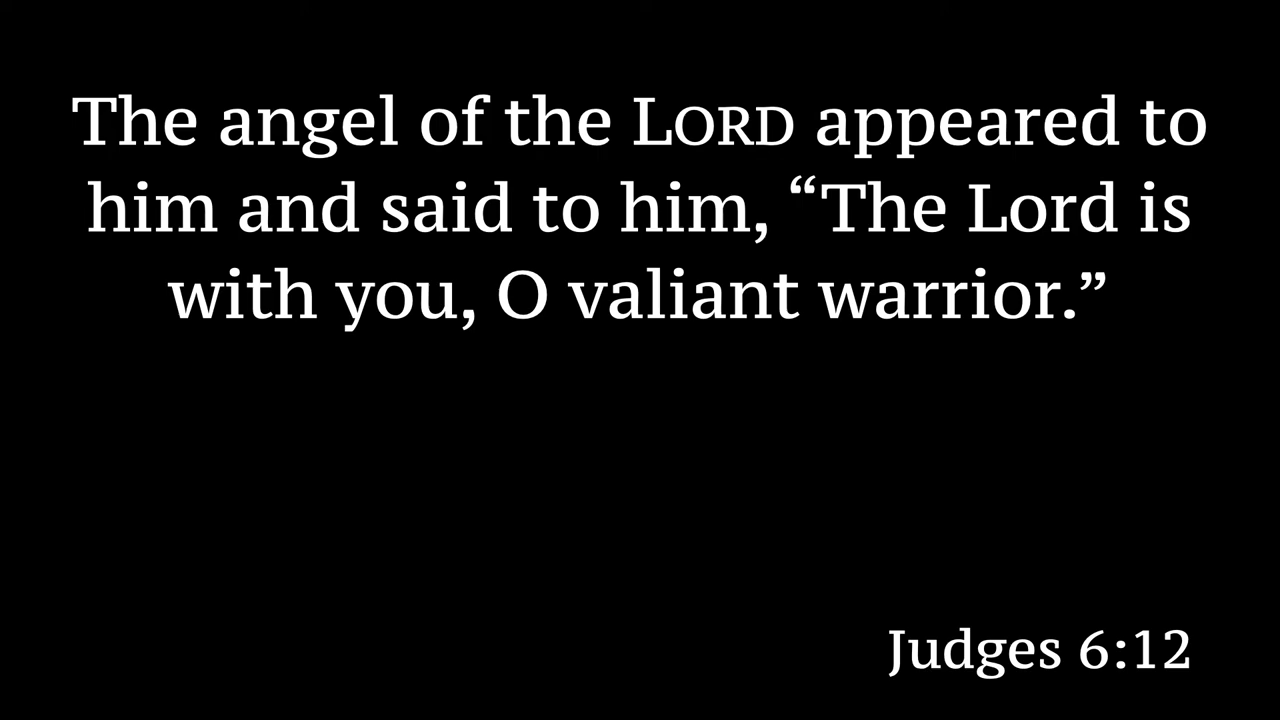 The angel of the LORD appeared to
him and said to him, “The Lord is
with you, O valiant warrior.”
Judges 6:12